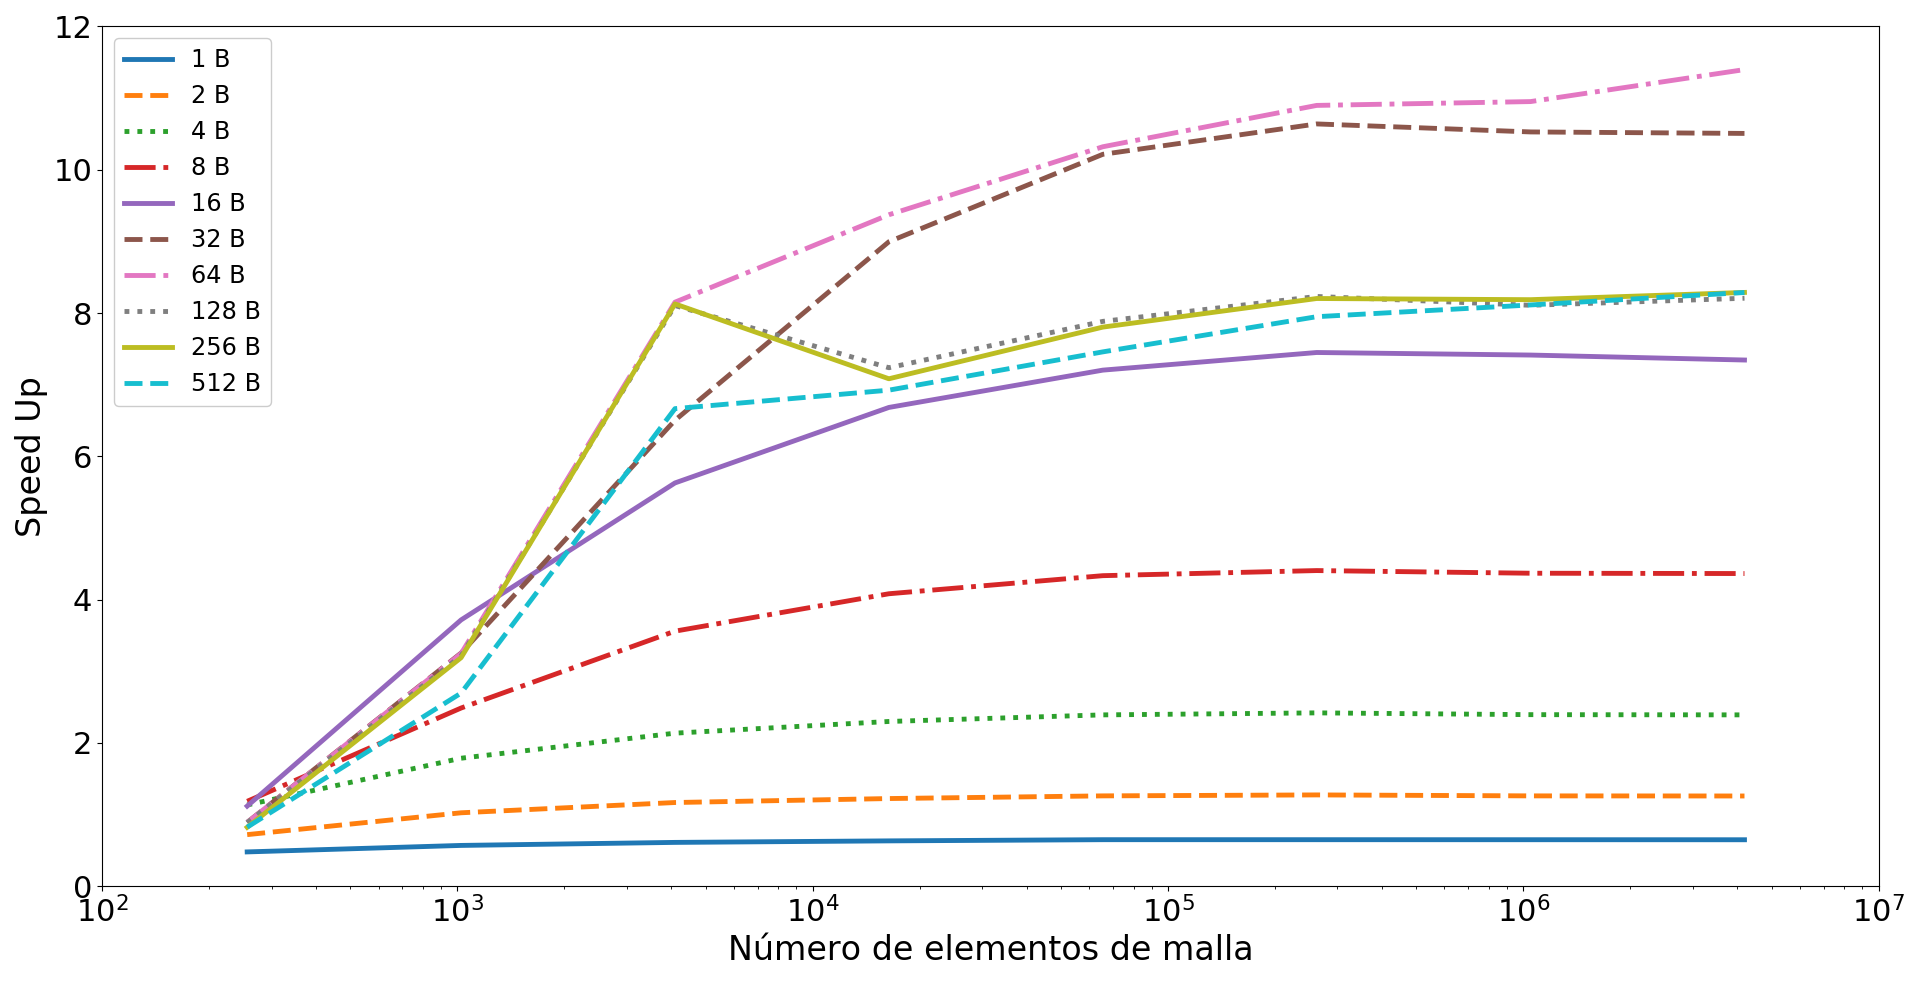 12
10
8
6
4
2
0
Speed Up
1 B
2 B
4 B
8 B
16 B
32 B
64 B
128 B
256 B
512 B
10² 10³ 10⁴ 10⁵ 10⁶ 10⁷
Número de elementos de malla